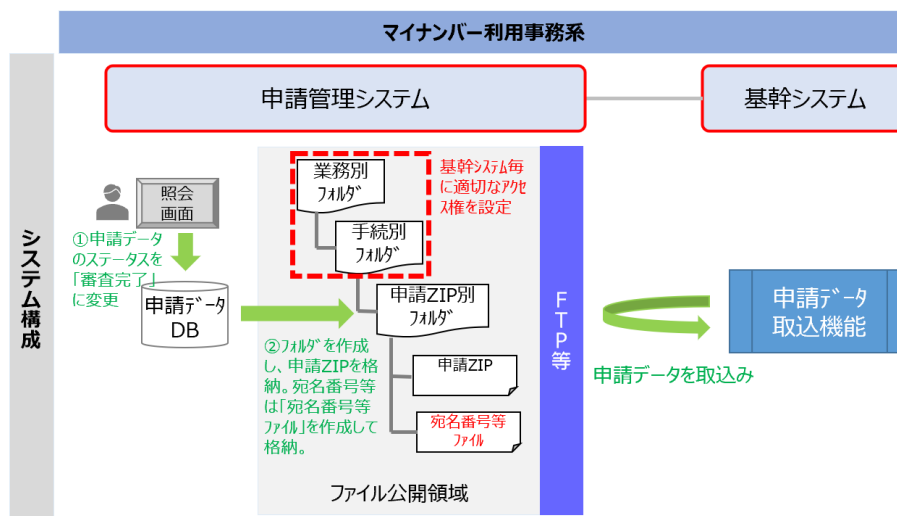 マイナンバー利用事務系
システム構成
申請管理システム
基幹システム
照会
画面
①申請データ
のステータスを
「審査完了」
に変更
申請データ
DB
業務別
フォルダ
手続別
フォルダ
基幹システム毎
に適切なアクセ
ス権を設定
申請ZIP別
フォルダ
②フォルダを作成
し、申請ZIPを格
納。宛名番号等
は「宛名番号等
ファイル」を作成して
格納。
申請ZIP
宛名番号等
ファイル
ファイル公開領域
FTP等
申請データを取込み
申請データ
取込機能